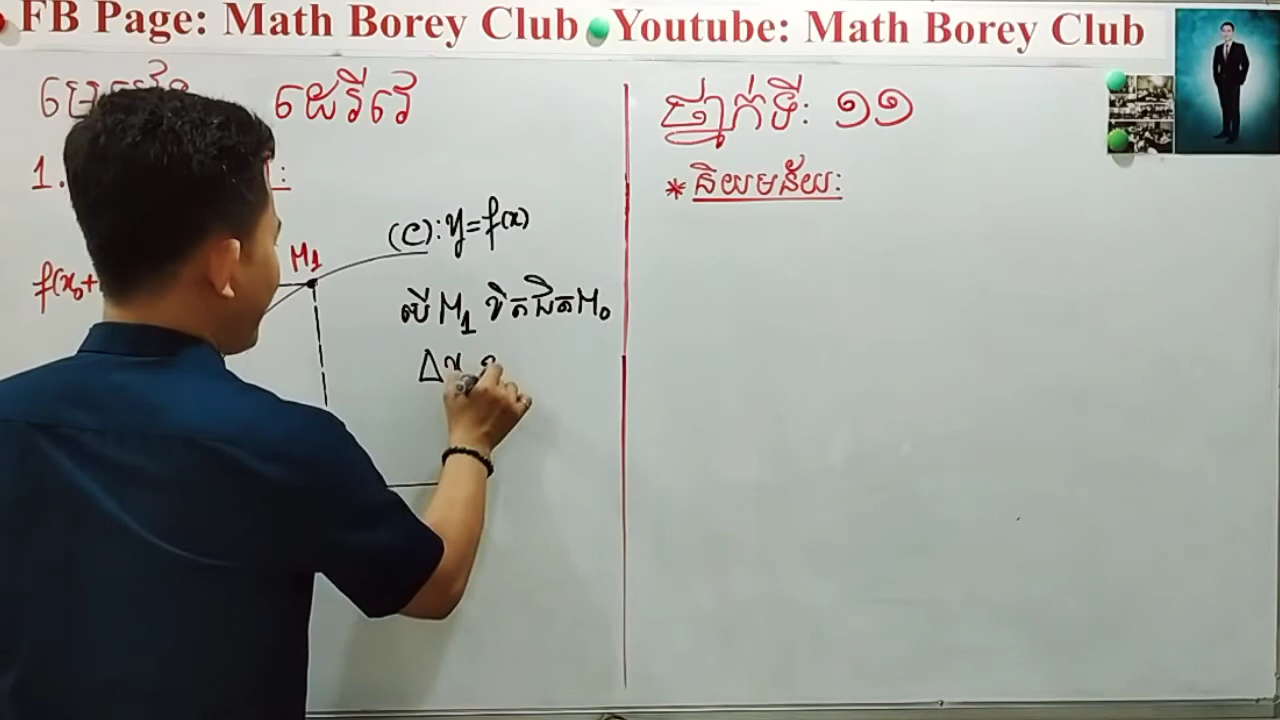 FB Page: Math Borey Club Youtube: Math Borey Club
ដេរីវេ
1.
M₁
f(x₀+
(C): y=f(x)
បើ M₁ ខិតជិត M₀
Δx
ថ្នាក់ទី: ១១
* និយមន័យ: